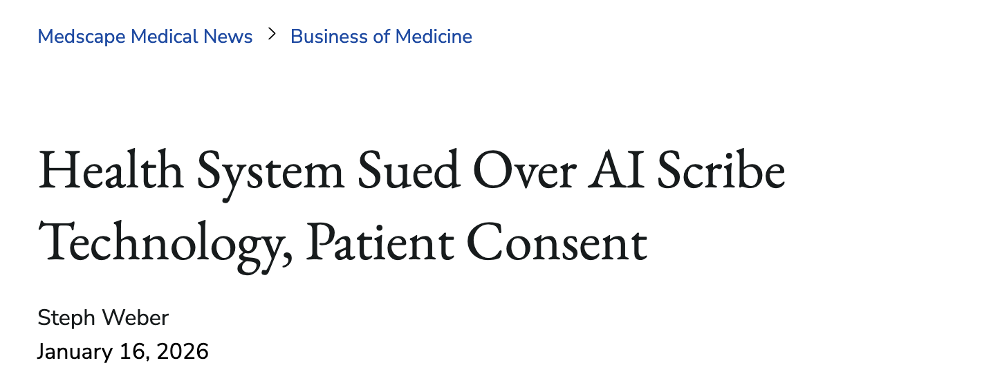 Medscape Medical News > Business of Medicine
Health System Sued Over AI Scribe
Technology, Patient Consent
Steph Weber
January 16, 2026